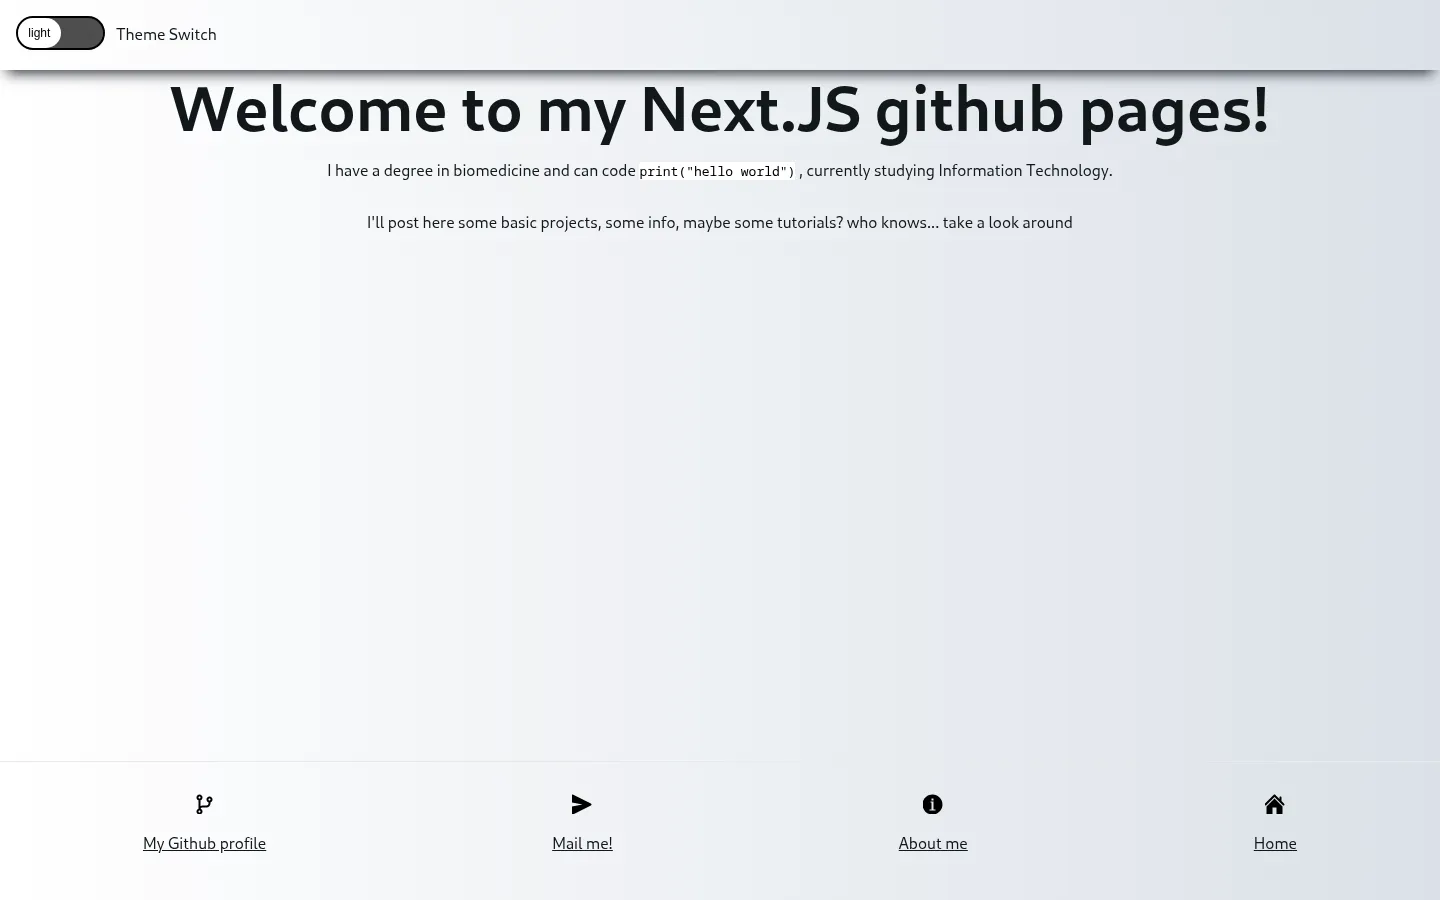 light
Theme Switch
Welcome to my Next.JS github pages!
I have a degree in biomedicine and can code print("hello world") , currently studying Information Technology.
I'll post here some basic projects, some info, maybe some tutorials? who knows... take a look around
My Github profile
Mail me!
About me
Home